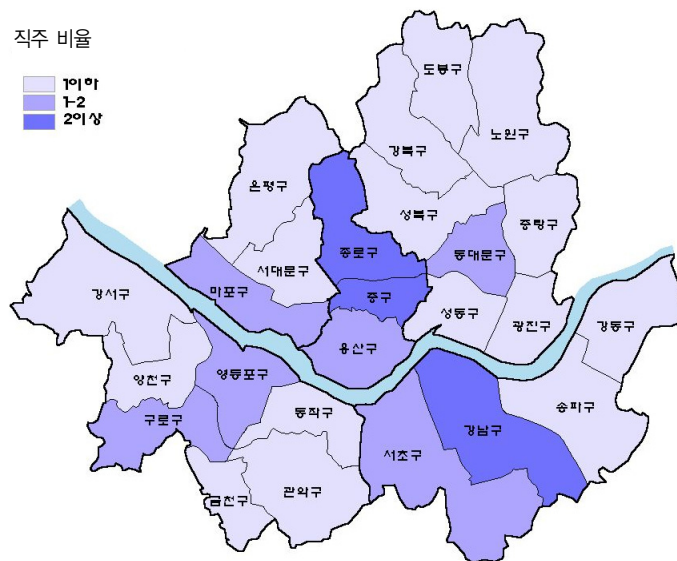 직주 비율
1이하
1-2
2이상
도봉구
노원구
강북구
은평구
성북구
중랑구
종로구
동대문구
서대문구
마포구
중구
강서구
성동구
광진구
강동구
용산구
양천구
영등포구
송파구
동작구
구로구
강남구
서초구
금천구
관악구